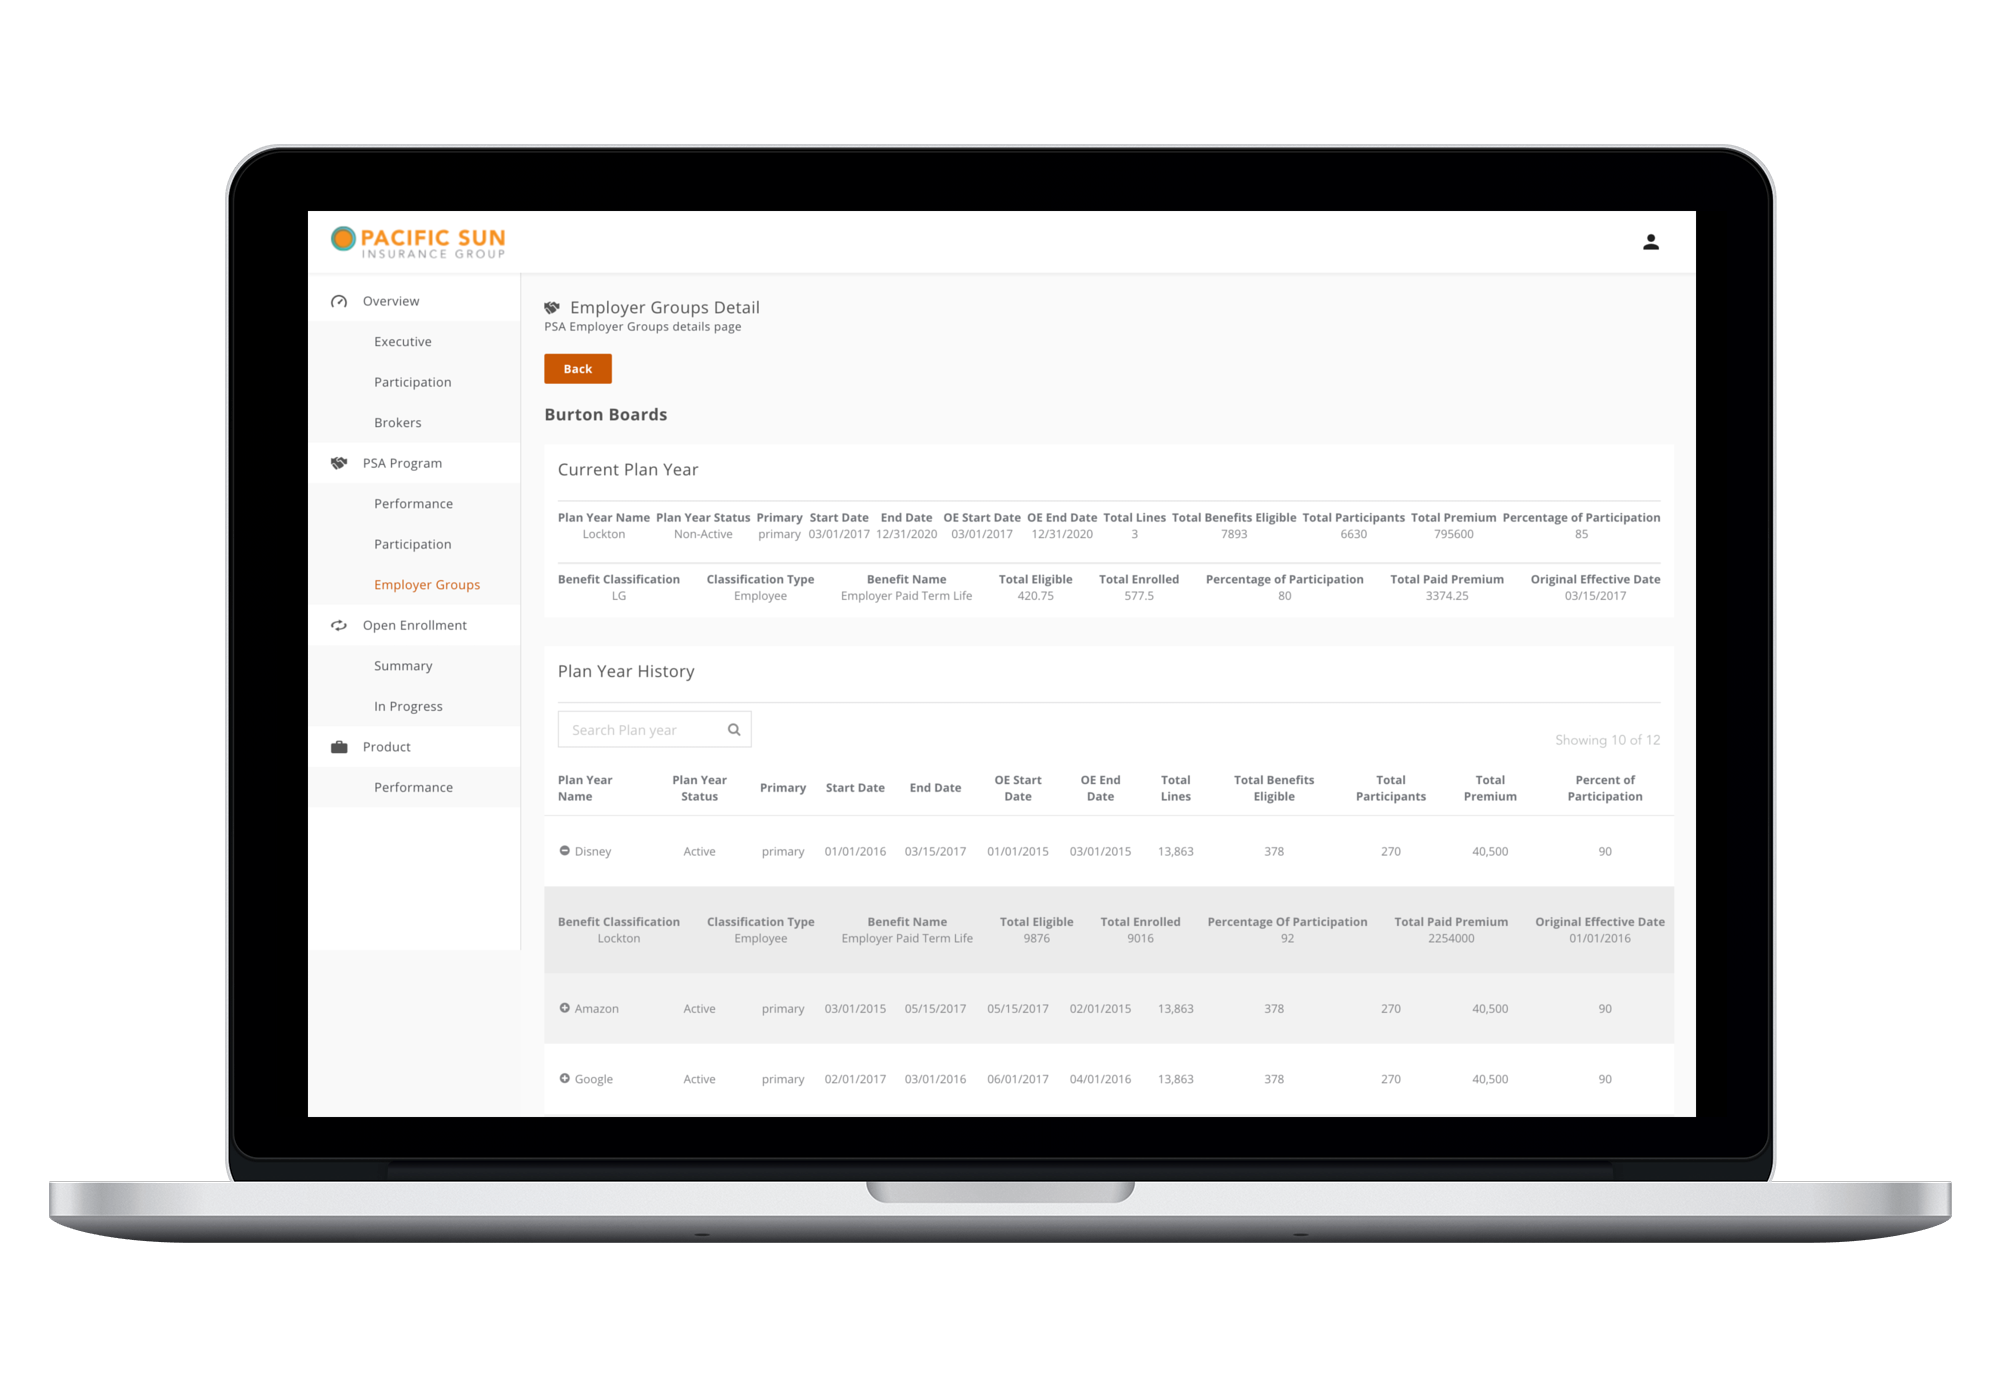 PACIFIC SUN
INSURANCE GROUP
Overview
Executive
Participation
Brokers
PSA Program
Performance
Participation
Employer Groups
Open Enrollment
Summary
In Progress
Product
Performance
Employer Groups Detail
PSA Employer Groups details page
Back
Burton Boards
Current Plan Year
Plan Year Name Plan Year Status Primary Start Date End Date OE Start Date OE End Date Total Lines Total Benefits Eligible Total Participants Total Premium Percentage of Participation
Lockton Non-Active primary 03/01/2017 12/31/2020 03/01/2017 12/31/2020 3 7893 6630 795600 85
Benefit Classification Classification Type Benefit Name Total Eligible Total Enrolled Percentage of Participation Total Paid Premium Original Effective Date
LG Employee Employer Paid Term Life 420.75 577.5 80 3374.25 03/15/2017
Plan Year History
Search Plan year
Showing 10 of 12
Plan Year Name Plan Year Status Primary Start Date End Date OE Start Date OE End Date Total Lines Total Benefits Eligible Total Participants Total Premium Percent of Participation
Disney Active primary 01/01/2016 03/15/2017 01/01/2015 03/01/2015 13,863 378 270 40,500 90
Benefit Classification Classification Type Benefit Name Total Eligible Total Enrolled Percentage Of Participation Total Paid Premium Original Effective Date
Lockton Employee Employer Paid Term Life 9876 9016 92 2254000 01/01/2016
Amazon Active primary 03/01/2015 05/15/2017 05/15/2017 02/01/2015 13,863 378 270 40,500 90
Google Active primary 02/01/2017 03/01/2016 06/01/2017 04/01/2016 13,863 378 270 40,500 90